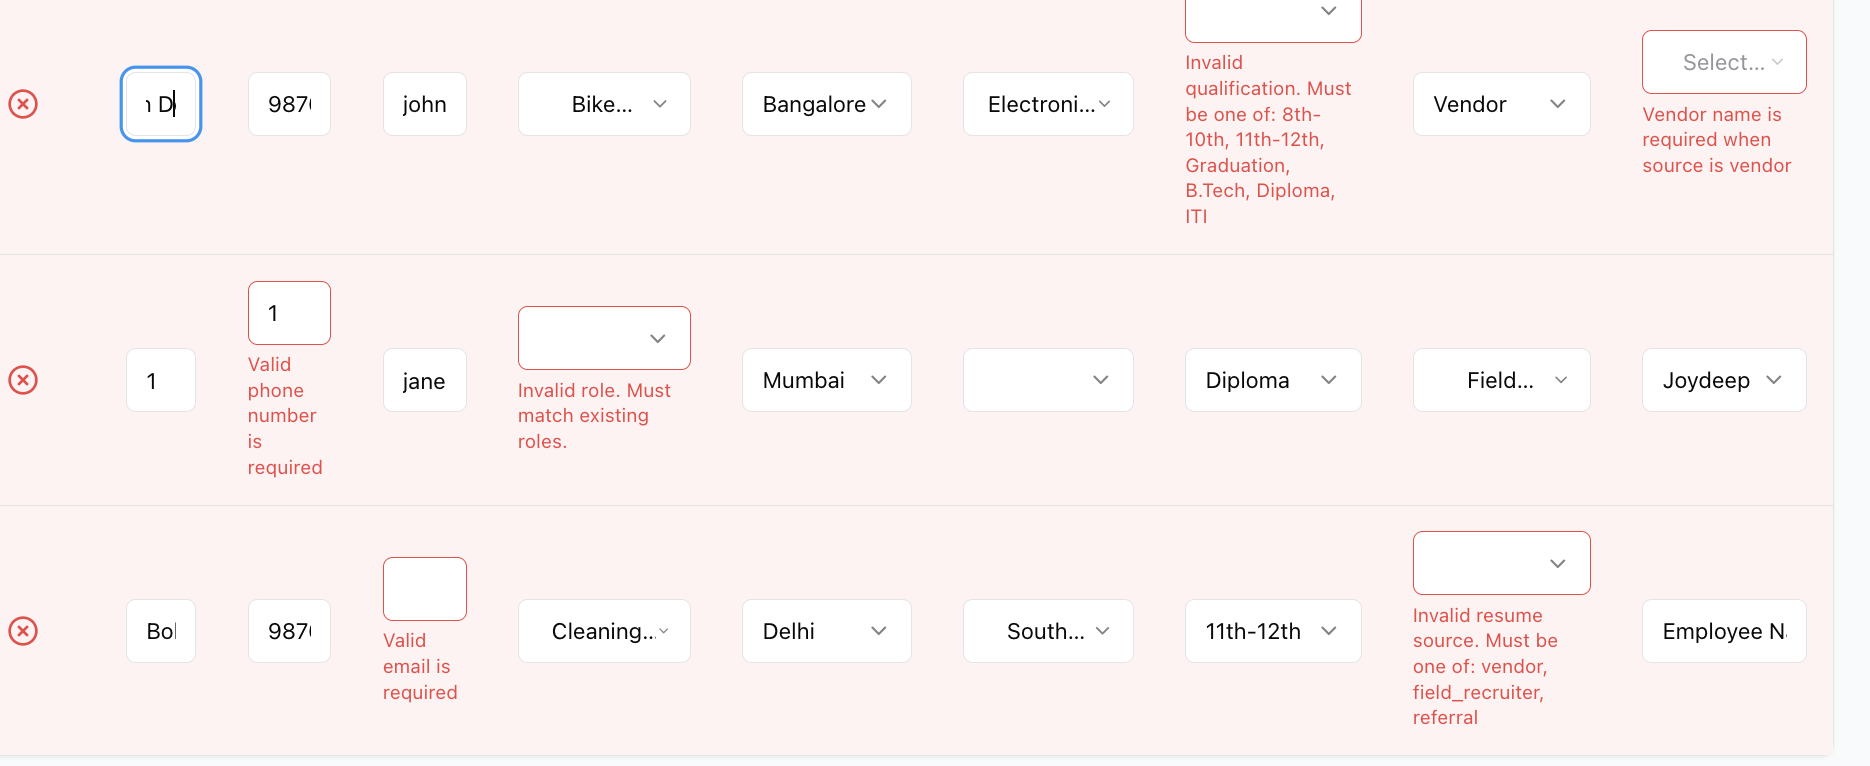 n D
987
john
Bike...
Bangalore
Electroni...
Invalid
qualification. Must
be one of: 8th-
10th, 11th-12th,
Graduation,
B.Tech, Diploma,
ITI
Vendor
Select...
Vendor name is
required when
source is vendor
1
1
Valid
phone
number
is
required
jane
Invalid role. Must
match existing
roles.
Mumbai
Diploma
Field...
Joydeep
Bo
987
Valid
email is
required
Cleaning...
Delhi
South...
11th-12th
Invalid resume
source. Must be
one of: vendor,
field_recruiter,
referral
Employee N